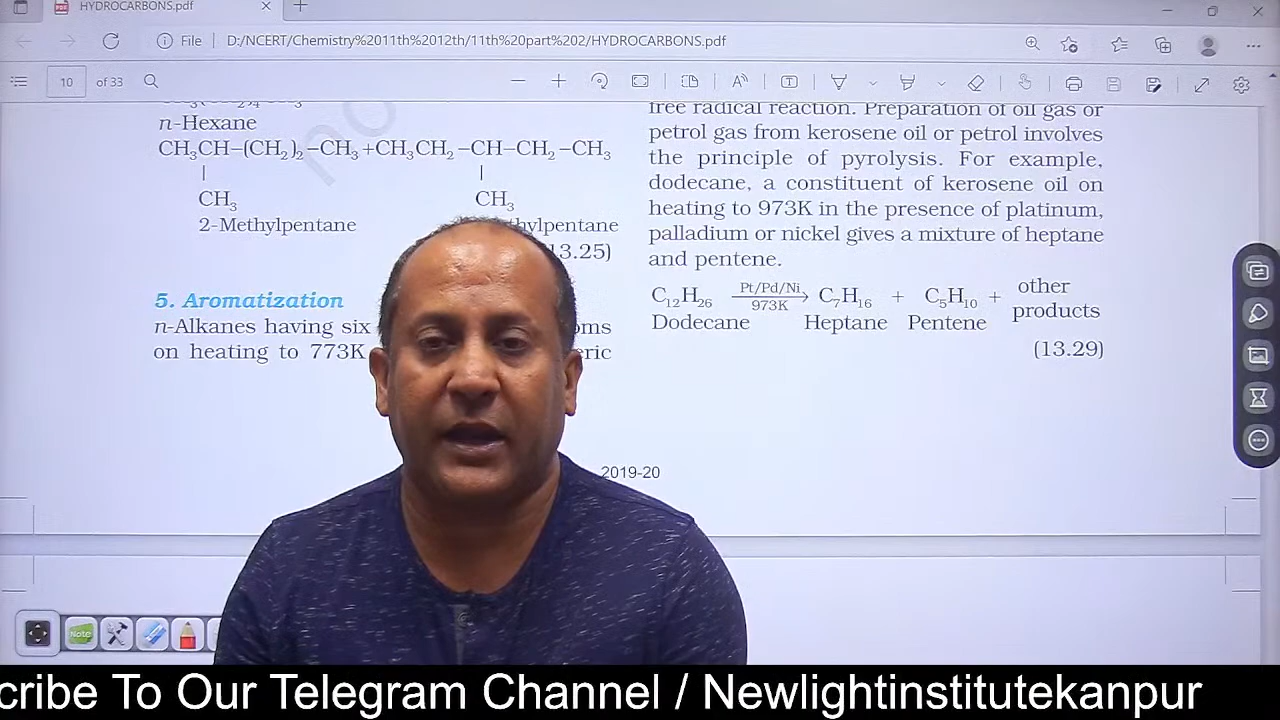 HYDROCARBONS.pdf
File D:/NCERT/Chemistry%2011th%2012th/11th%20part%202/HYDROCARBONS.pdf
10 of 33
n-Hexane
CH₃CH–(CH₂)₂–CH₃+CH₃CH₂–CH–CH₂–CH₃
| |
CH₃ CH₃
2-Methylpentane thylpentane
13.25)
5. Aromatization
n-Alkanes having six oms
on heating to 773K eric
free radical reaction. Preparation of oil gas or
petrol gas from kerosene oil or petrol involves
the principle of pyrolysis. For example,
dodecane, a constituent of kerosene oil on
heating to 973K in the presence of platinum,
palladium or nickel gives a mixture of heptane
and pentene.
C₁₂H₂₆ Pt/Pd/Ni 973K → C₇H₁₆ + C₅H₁₀ + other products
Dodecane Heptane Pentene
(13.29)
no
2019-20
Note
cribe To Our Telegram Channel / Newlightinstitutekanpur